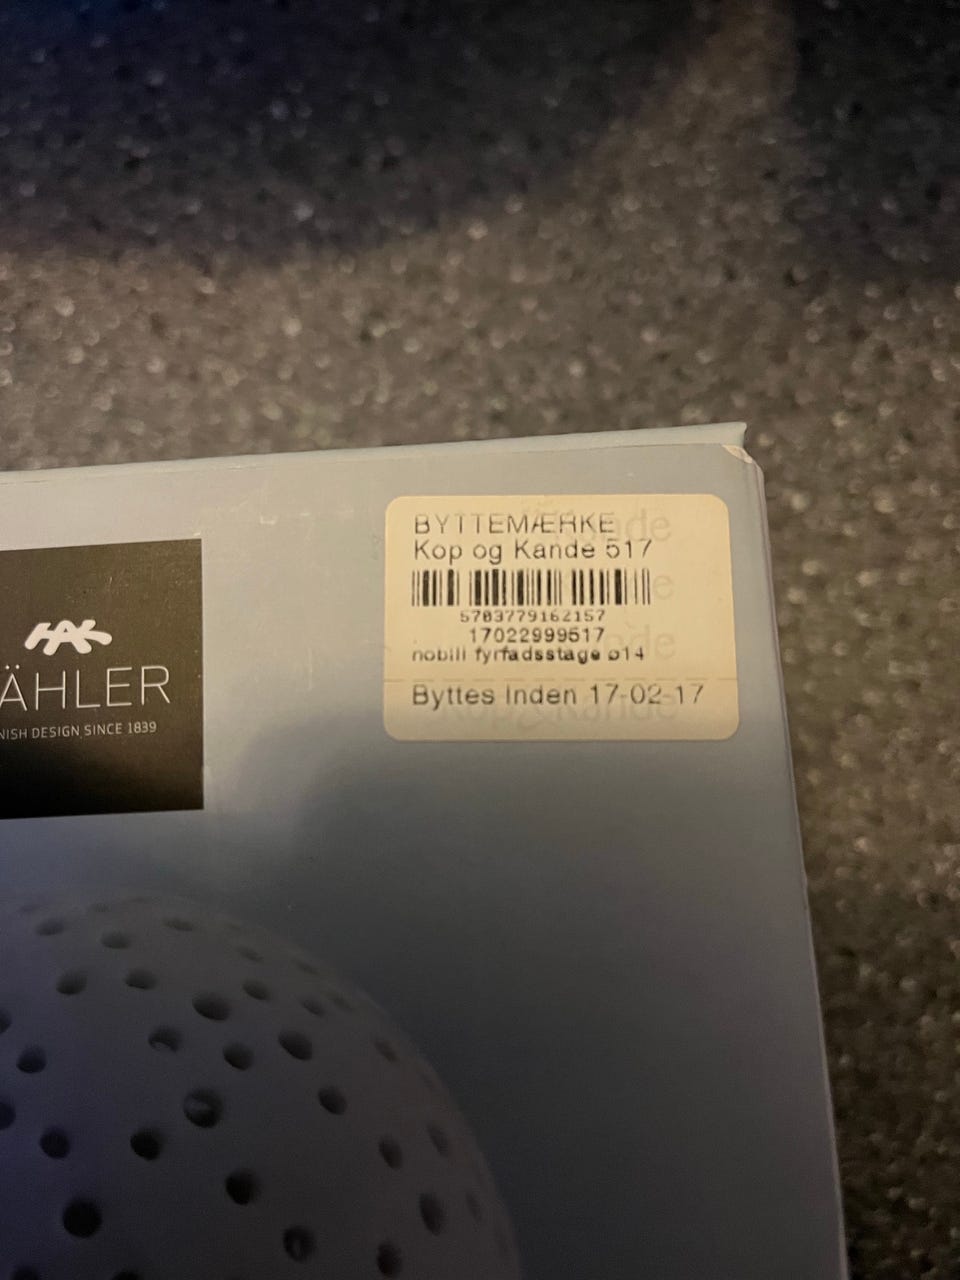 BYTTEMÆRKE
Kop og Kande 517
5703779162157
17022999517
nobili fyrfadsstage ø14
Byttes inden 17-02-17
HAK
ÄHLER
NISH DESIGN SINCE 1839